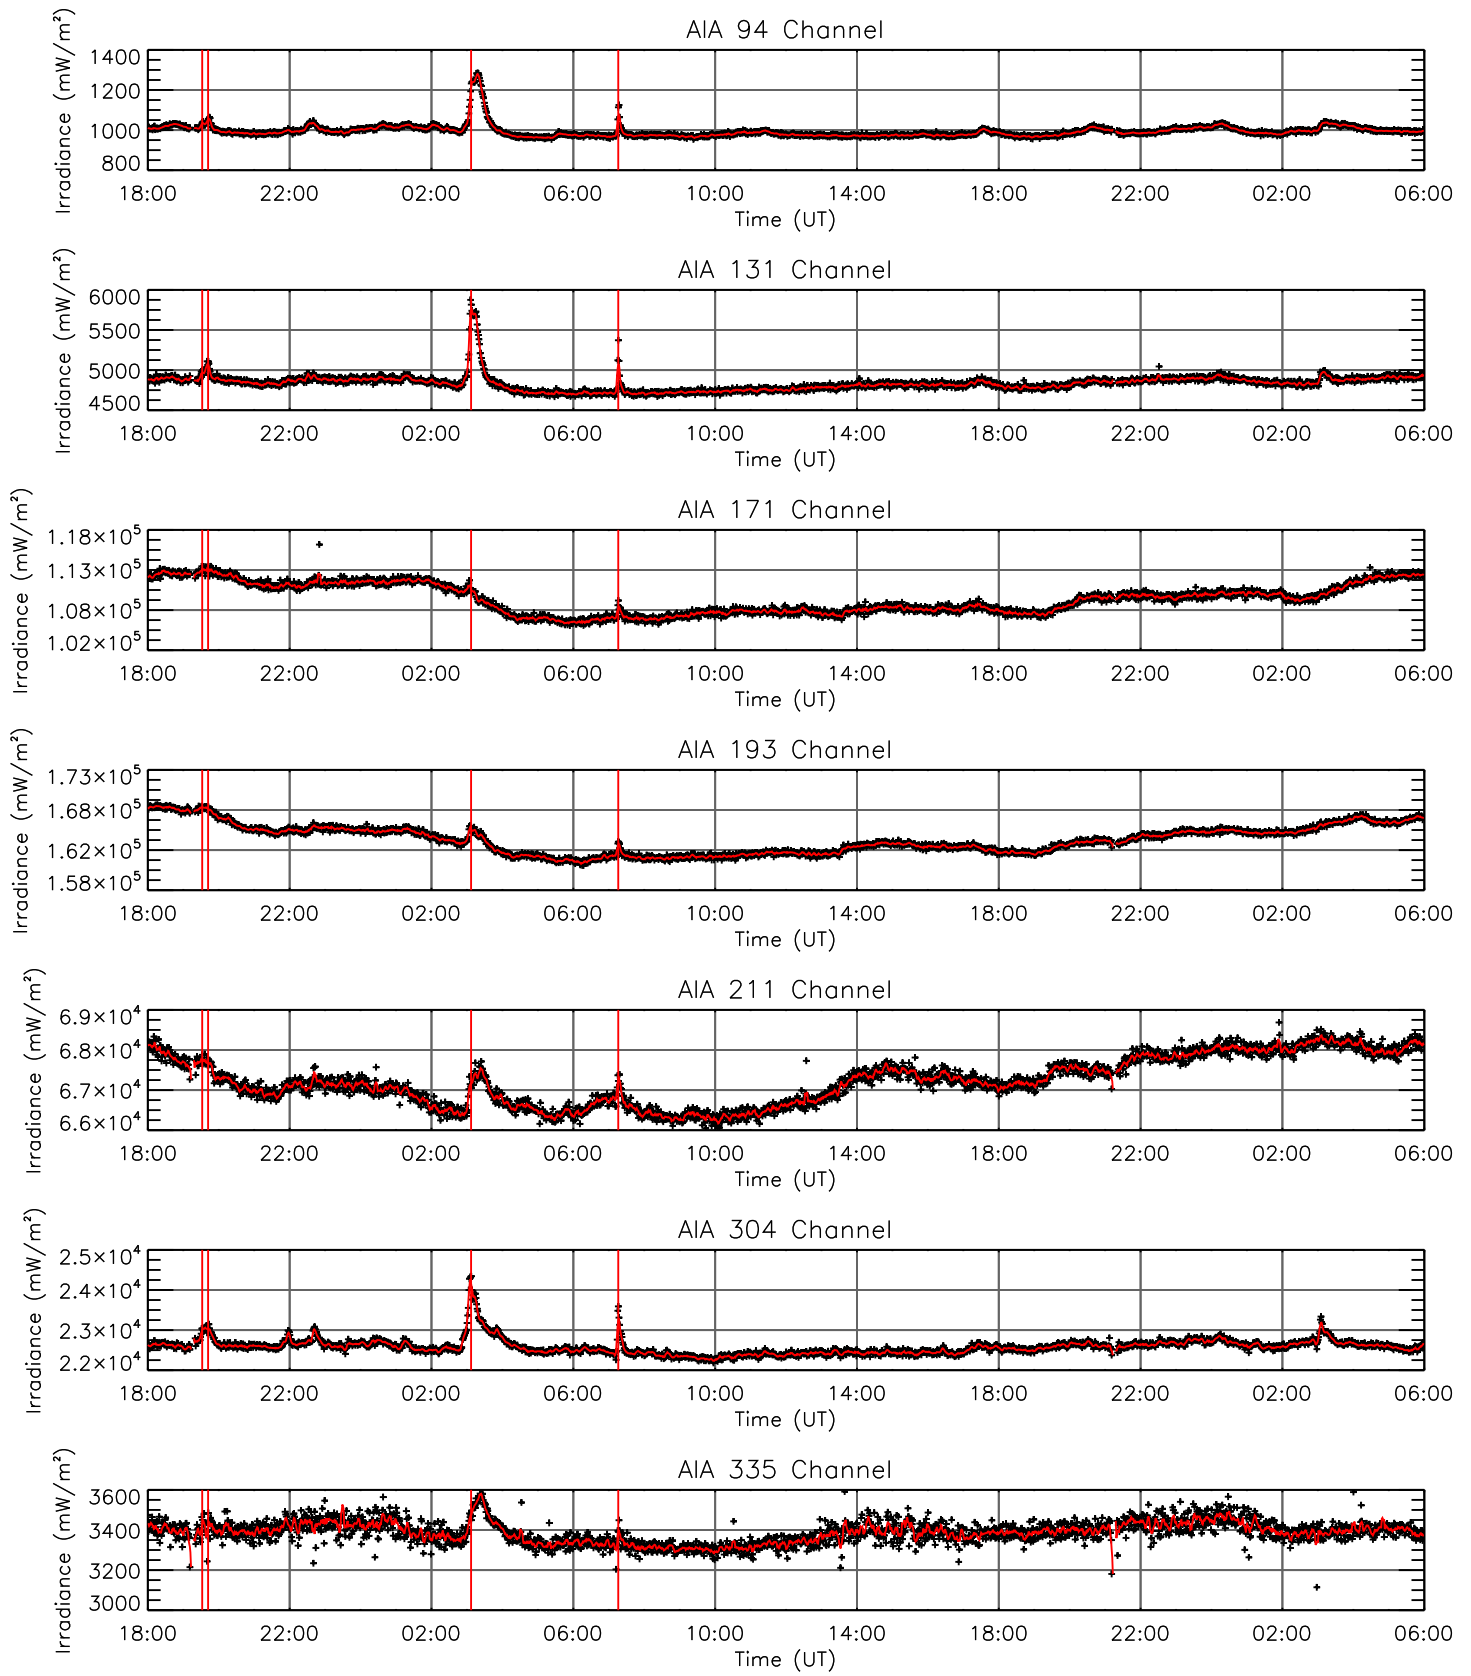 AIA 94 Channel
Irradiance (mW/m²)
1400
1200
1000
800
18:00 22:00 02:00 06:00 10:00 14:00 18:00 22:00 02:00 06:00
Time (UT)
AIA 131 Channel
Irradiance (mW/m²)
6000
5500
5000
4500
18:00 22:00 02:00 06:00 10:00 14:00 18:00 22:00 02:00 06:00
Time (UT)
AIA 171 Channel
Irradiance (mW/m²)
1.18×10⁵
1.13×10⁵
1.08×10⁵
1.02×10⁵
18:00 22:00 02:00 06:00 10:00 14:00 18:00 22:00 02:00 06:00
Time (UT)
AIA 193 Channel
Irradiance (mW/m²)
1.73×10⁵
1.68×10⁵
1.62×10⁵
1.58×10⁵
18:00 22:00 02:00 06:00 10:00 14:00 18:00 22:00 02:00 06:00
Time (UT)
AIA 211 Channel
Irradiance (mW/m²)
6.9×10⁴
6.8×10⁴
6.7×10⁴
6.6×10⁴
18:00 22:00 02:00 06:00 10:00 14:00 18:00 22:00 02:00 06:00
Time (UT)
AIA 304 Channel
Irradiance (mW/m²)
2.5×10⁴
2.4×10⁴
2.3×10⁴
2.2×10⁴
18:00 22:00 02:00 06:00 10:00 14:00 18:00 22:00 02:00 06:00
Time (UT)
AIA 335 Channel
Irradiance (mW/m²)
3600
3400
3200
3000
18:00 22:00 02:00 06:00 10:00 14:00 18:00 22:00 02:00 06:00
Time (UT)